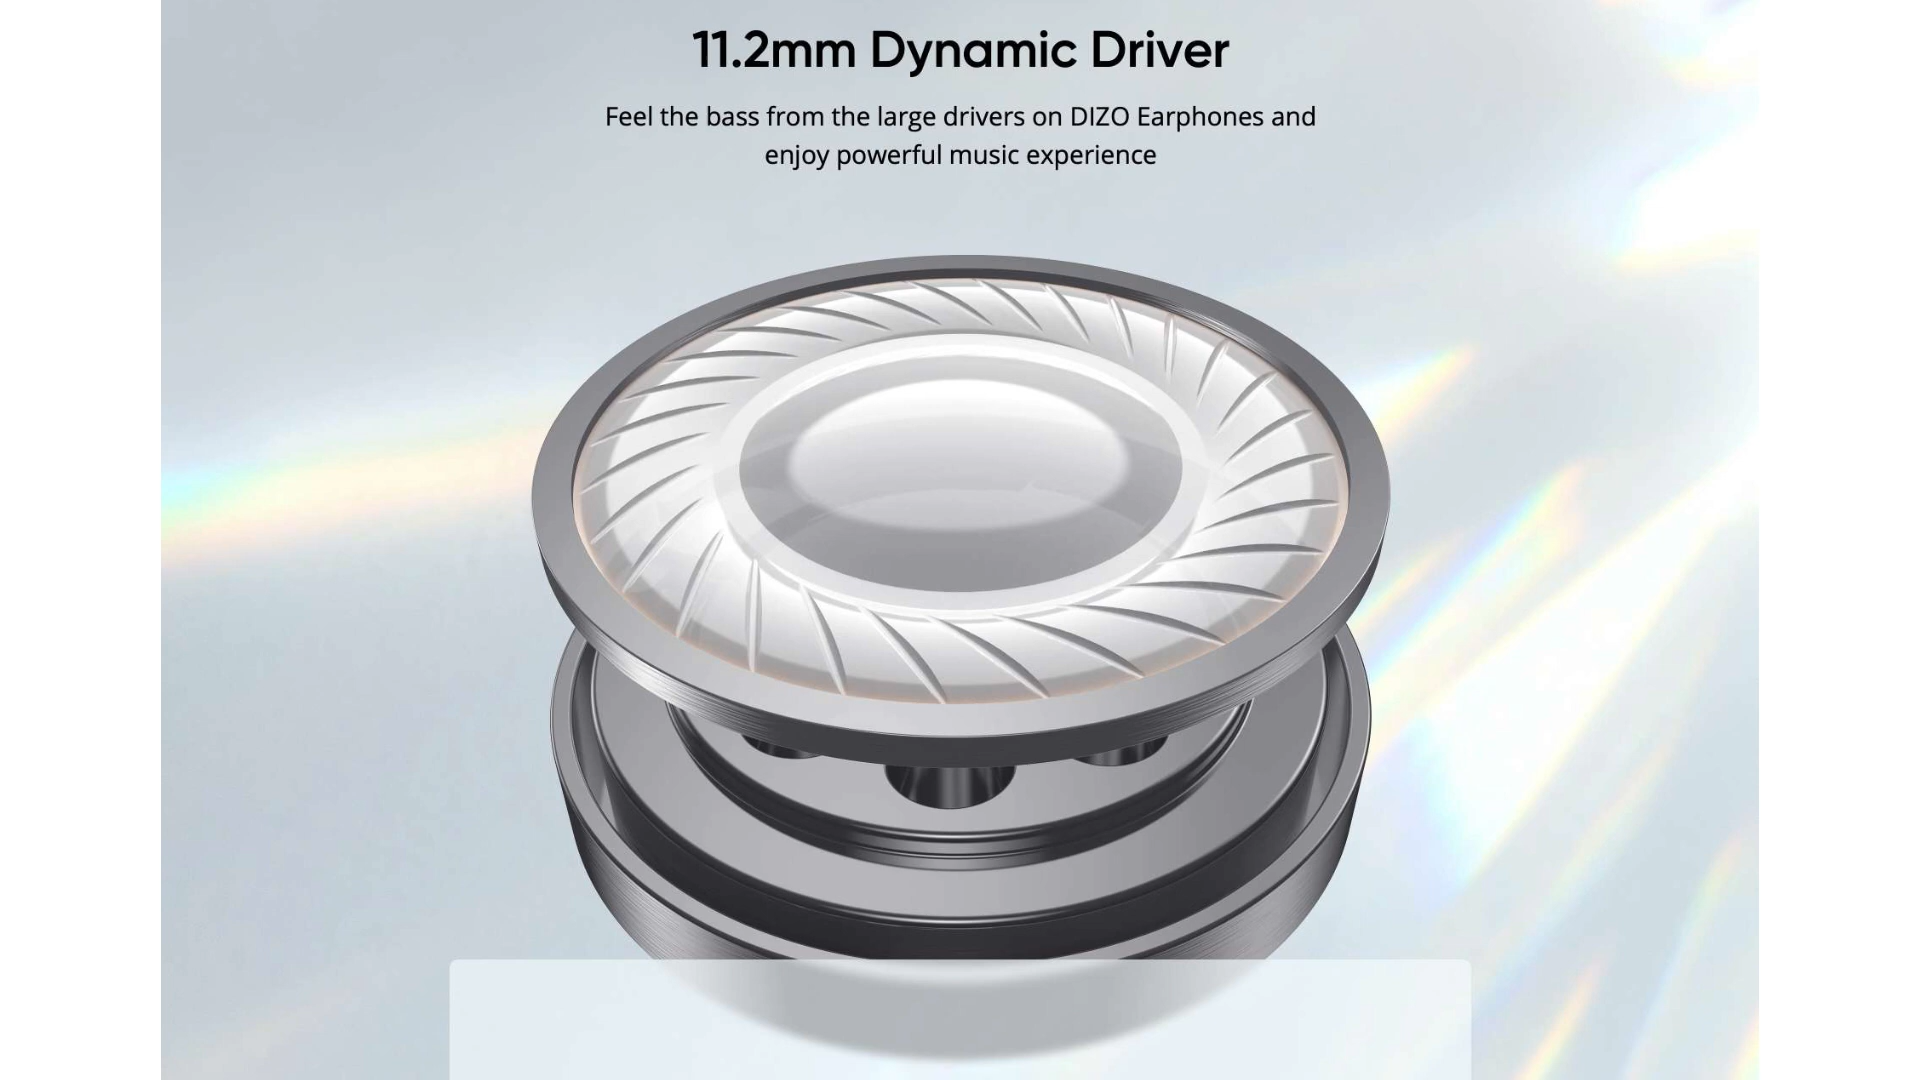 11.2mm Dynamic Driver
Feel the bass from the large drivers on DIZO Earphones and
enjoy powerful music experience